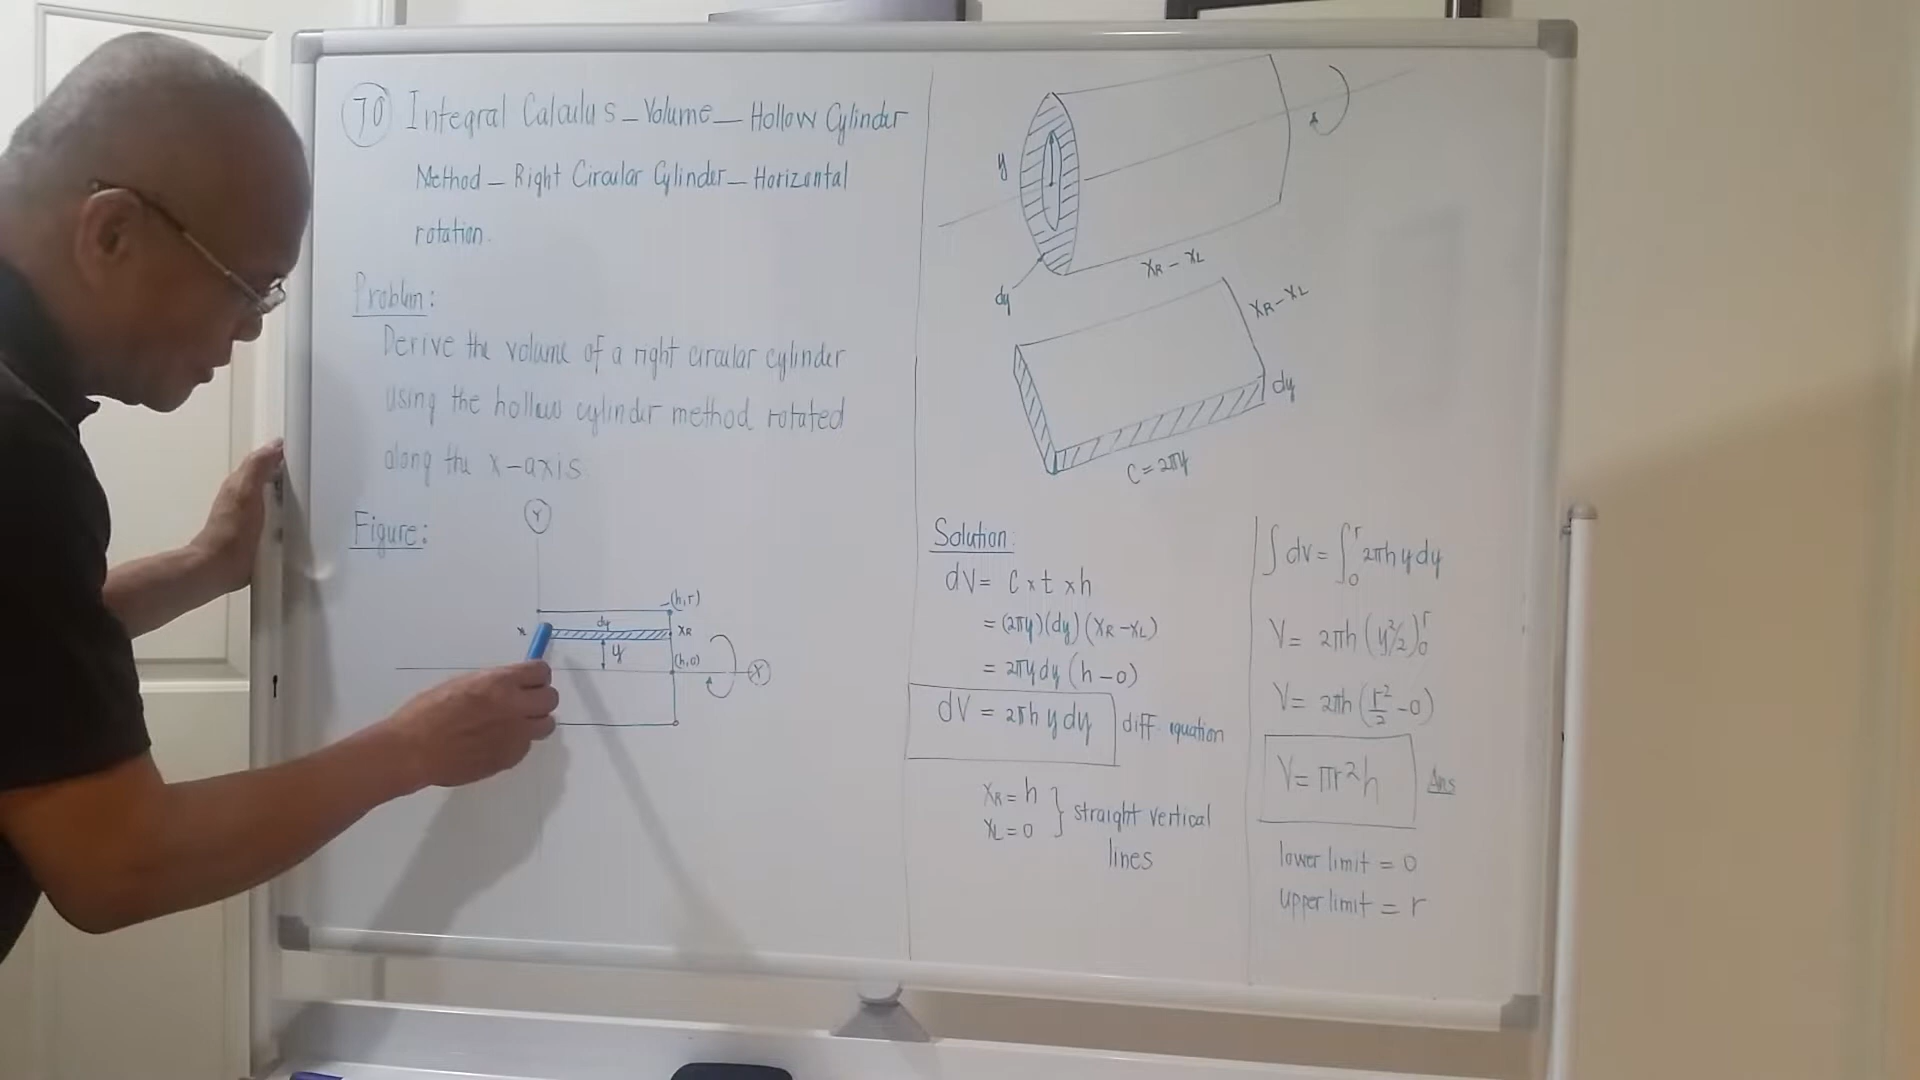 70 Integral Calculus - Volume - Hollow Cylinder
Method - Right Circular Cylinder - Horizontal
rotation.
Problem:
Derive the volume of a right circular cylinder
using the hollow cylinder method rotated
along the x-axis.
Figure:
Y
(h,r)
dy
XL
XR
y
(h,0)
X
y
dy
XR - XL
XR - XL
dy
C = 2πy
Solution:
dV = C x t x h
= (2πy)(dy)(XR - XL)
= 2πy dy (h - 0)
dV = 2πh y dy diff. equation
XR = h
XL = 0
} straight vertical
lines
∫ dv = ∫₀ʳ 2πh y dy
V = 2πh (y²/2)₀ʳ
V = 2πh (r²/2 - 0)
V = πr²h Ans
lower limit = 0
upper limit = r